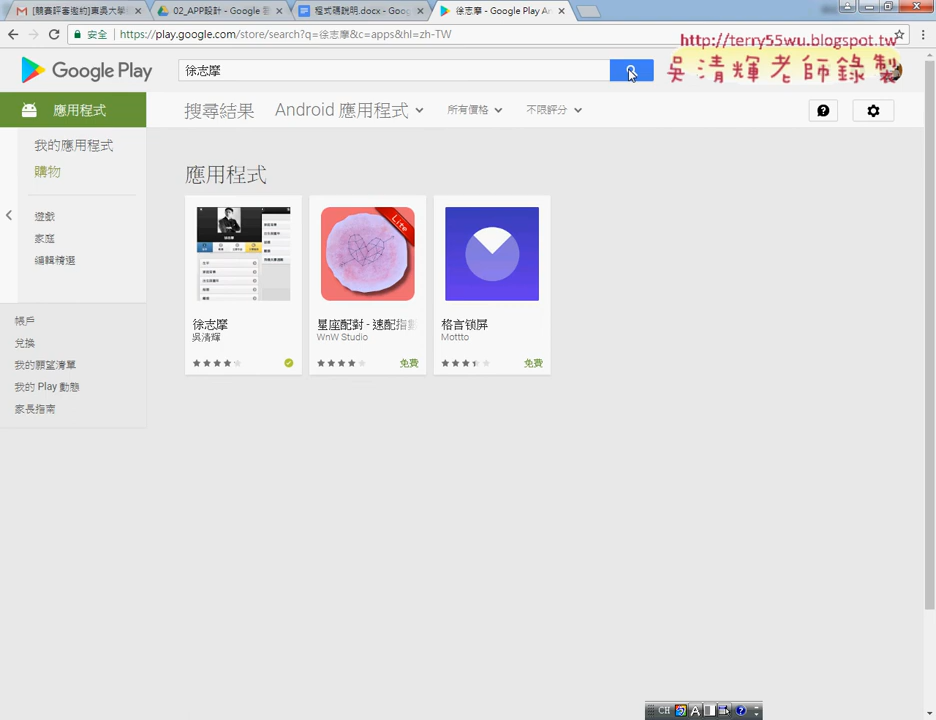 [競賽評審邀約]東吳大學
02_APP設計 - Google 雲
程式碼說明.docx - Goog
徐志摩 - Google Play An
安全 https://play.google.com/store/search?q=徐志摩&c=apps&hl=zh-TW
http://terry55wu.blogspot.tw
吳清輝老師錄製
Google Play
徐志摩
應用程式
搜尋結果
Android 應用程式
所有價格
不限評分
我的應用程式
購物
遊戲
家庭
編輯精選
帳戶
兌換
我的願望清單
我的 Play 動態
家長指南
應用程式
Lite
徐志摩
吳清輝
星座配對 - 速配指數
WnW Studio
免費
格言锁屏
Mottto
免費
CH